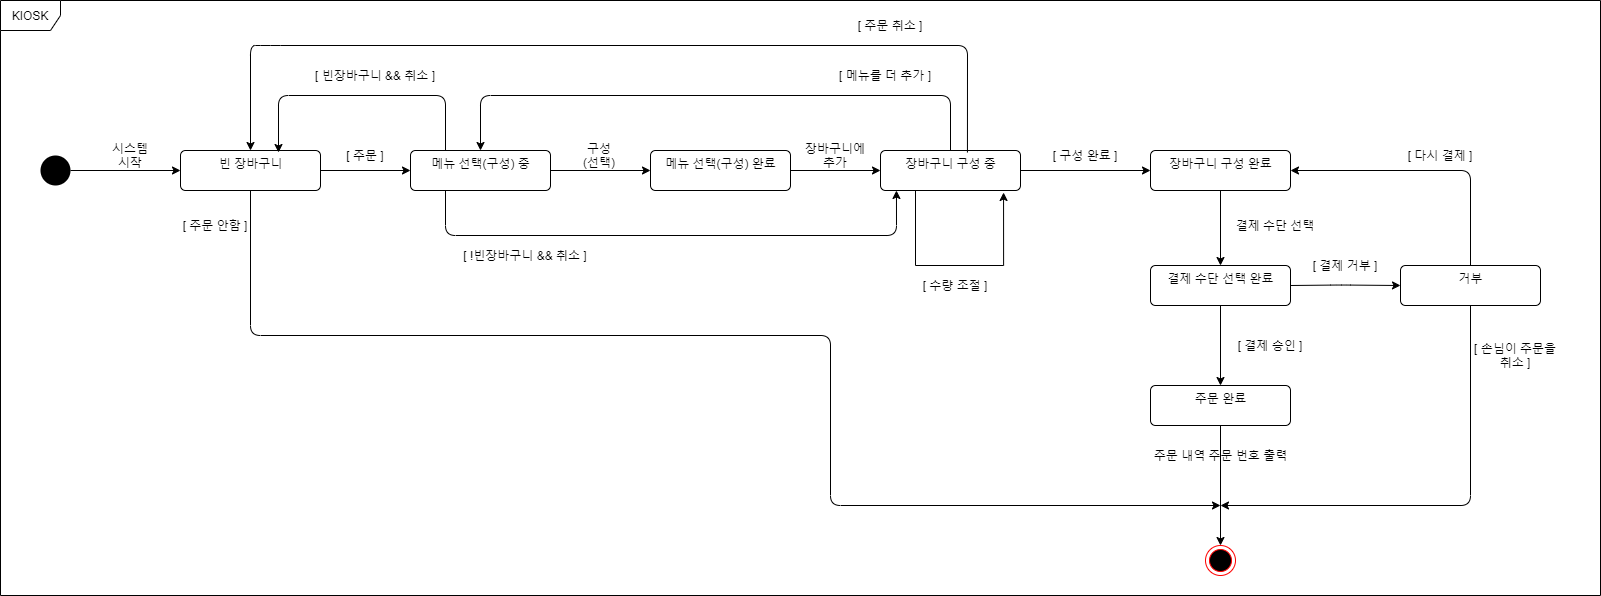 KIOSK
[ 주문 취소 ]
[ 빈장바구니 && 취소 ]
[ 메뉴를 더 추가 ]
시스템
시작
빈 장바구니
[ 주문 ]
메뉴 선택(구성) 중
구성
(선택)
메뉴 선택(구성) 완료
장바구니에
추가
장바구니 구성 중
[ 구성 완료 ]
장바구니 구성 완료
[ 다시 결제 ]
[ 주문 안함 ]
[ !빈장바구니 && 취소 ]
[ 수량 조절 ]
결제 수단 선택
결제 수단 선택 완료
[ 결제 거부 ]
거부
[ 결제 승인 ]
[ 손님이 주문을
취소 ]
주문 완료
주문 내역 주문 번호 출력